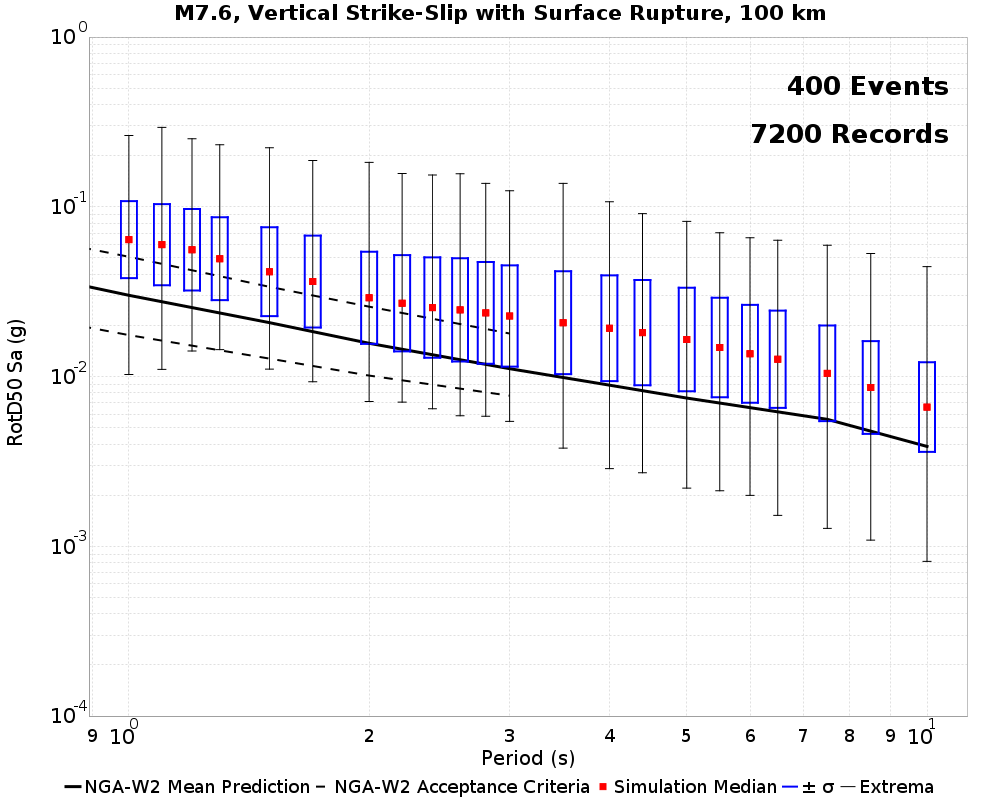 M7.6, Vertical Strike-Slip with Surface Rupture, 100 km
400 Events
7200 Records
10^0
10^-1
10^-2
10^-3
10^-4
RotD50 Sa (g)
9 10^0 2 3 4 5 6 7 8 9 10^1
Period (s)
NGA-W2 Mean Prediction NGA-W2 Acceptance Criteria Simulation Median ± σ Extrema